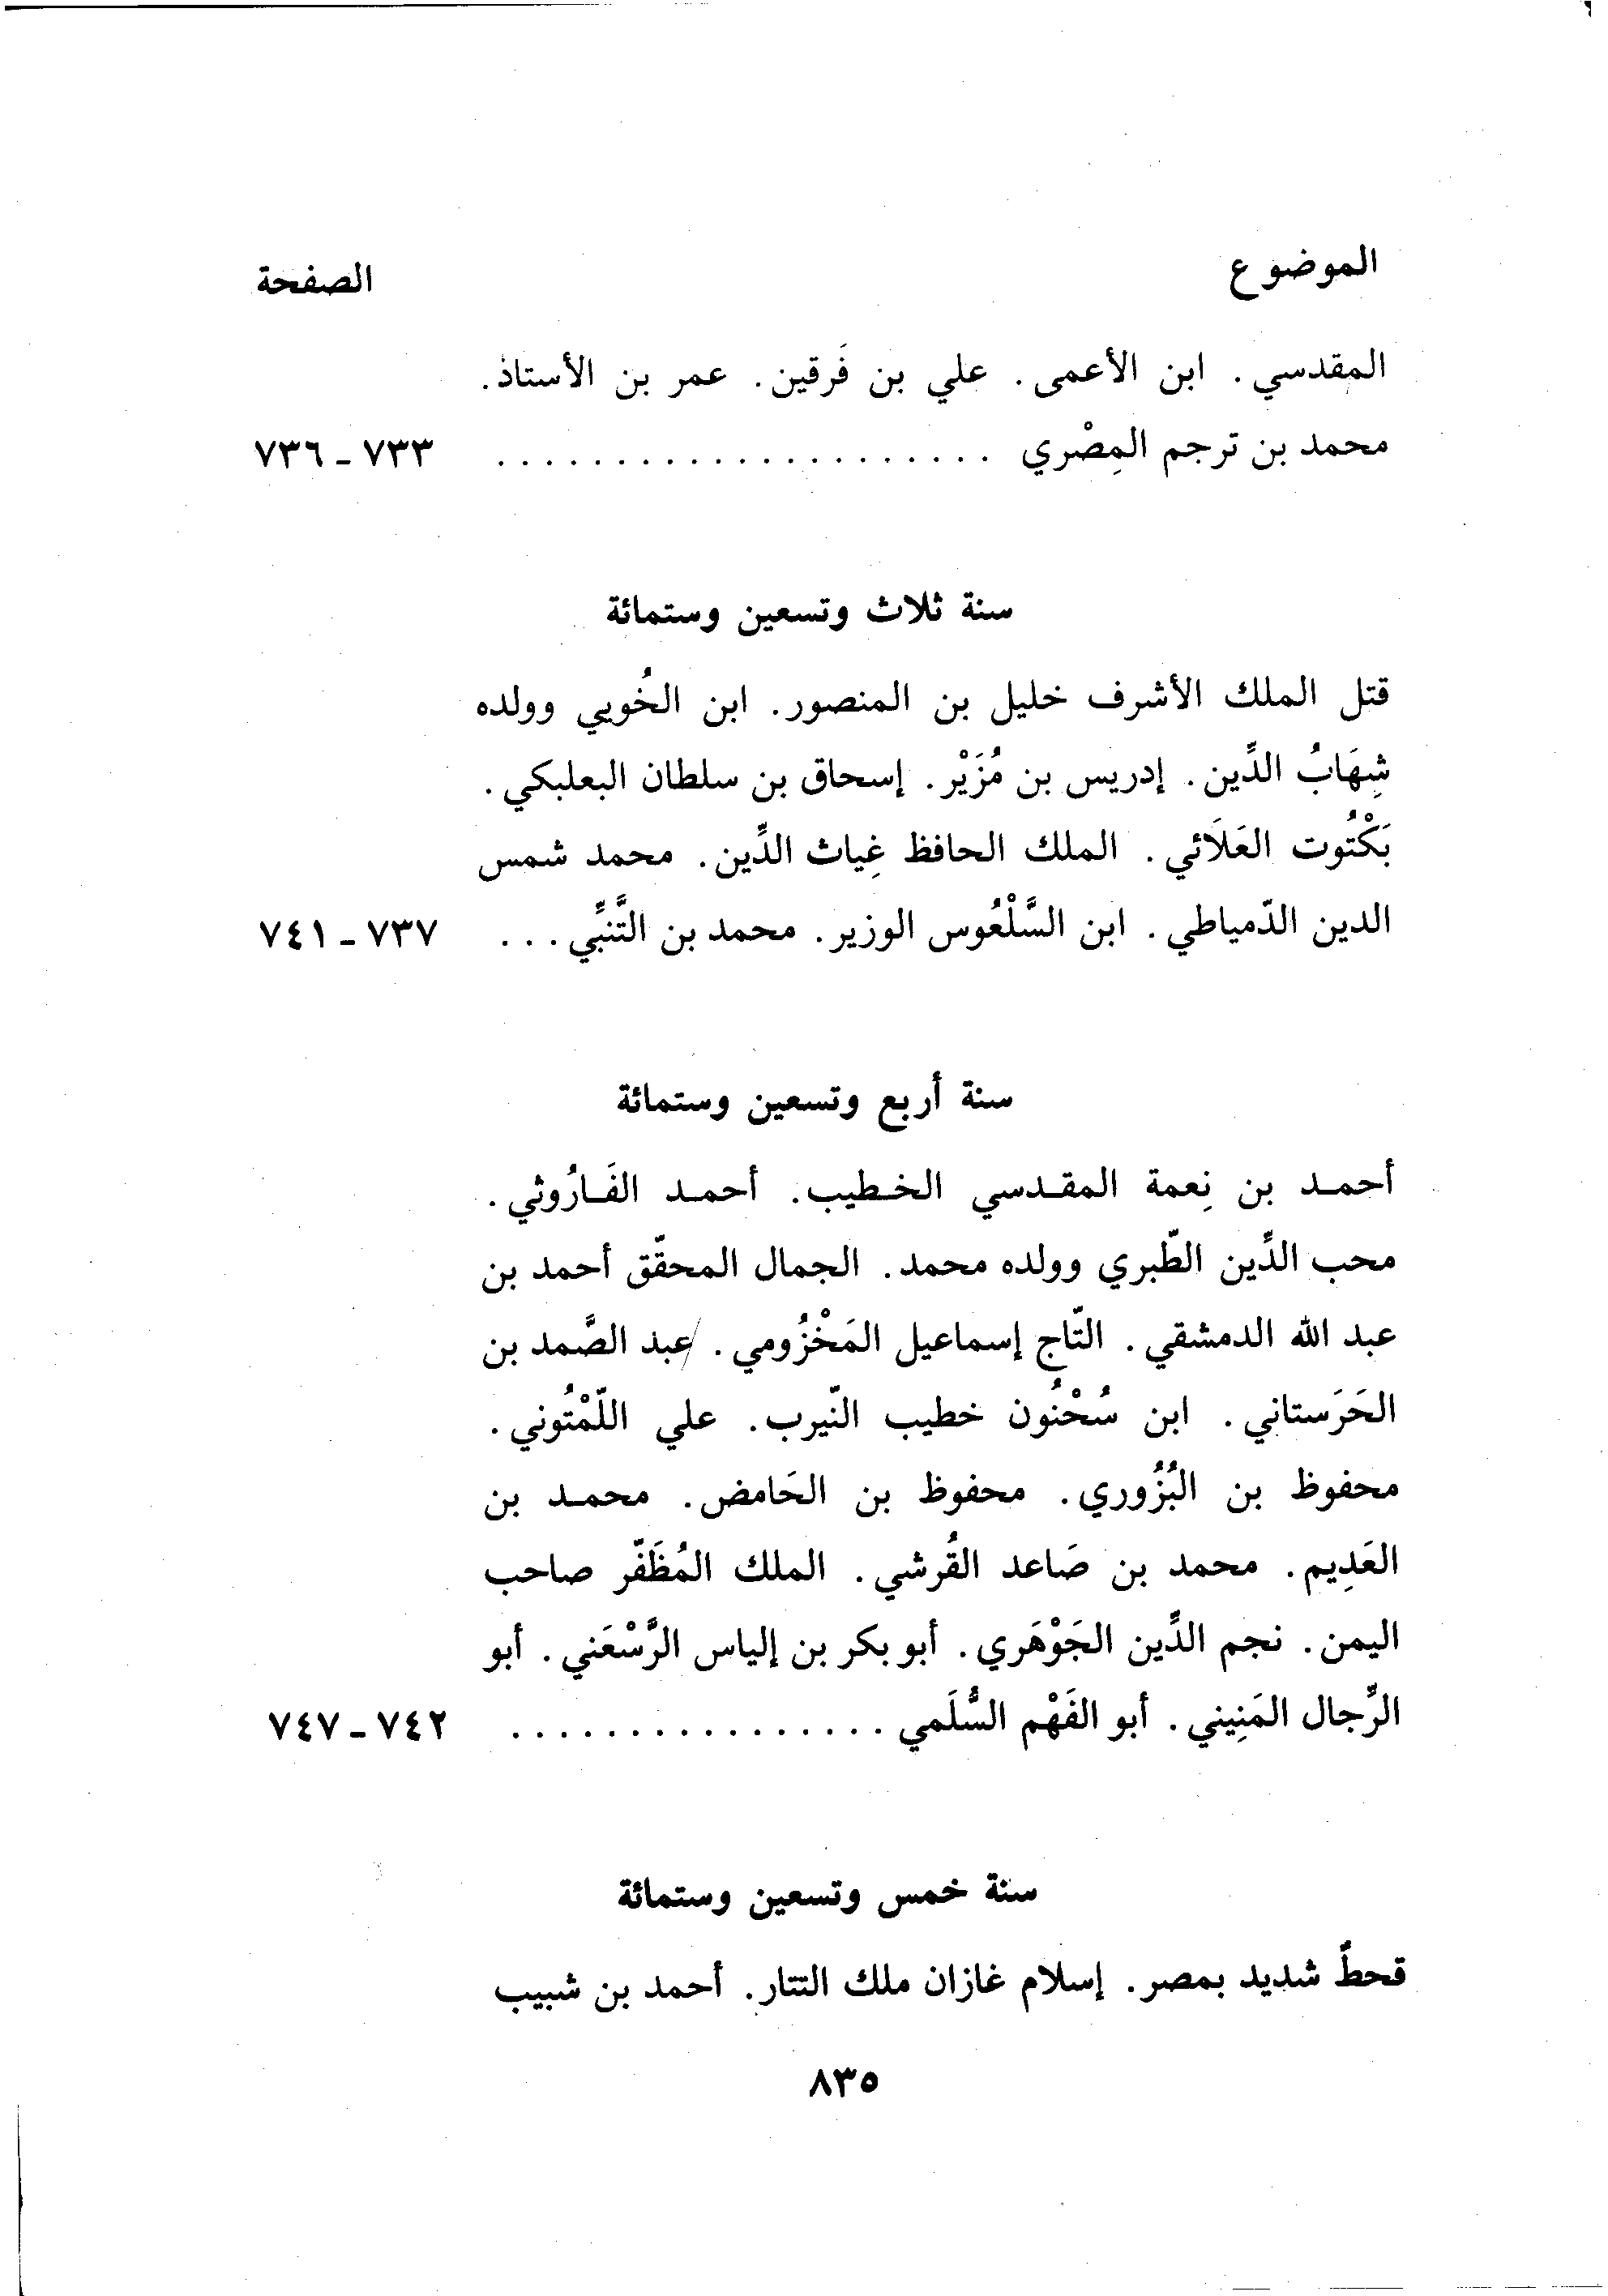 الموضوع الصفحة
المقدسي. ابن الأعمى. علي بن فَرقين. عمر بن الأستاذ.
محمد بن ترجم المِصْري . . . . . . . . . . . . . . . . . . . . . ٧٣٣ - ٧٣٦
سنة ثلاث وتسعين وستمائة
قتل الملك الأشرف خليل بن المنصور. ابن الخُويي وولده
شِهَابُ الدِّين. إدريس بن مُزَيْر. إسحاق بن سلطان البعلبكي.
بَكْتُوت العَلَائي. الملك الحافظ غِياث الدِّين. محمد شمس
الدين الدّمياطي. ابن السَّلْعُوس الوزير. محمد بن التَّنبِّي . . . ٧٣٧ - ٧٤١
سنة أربع وتسعين وستمائة
أحمد بن نِعمة المقدسي الخطيب. أحمد الفَارُوثي.
محب الدِّين الطّبري وولده محمد. الجمال المحقّق أحمد بن
عبد الله الدمشقي. التّاج إسماعيل المَخْزُومي. عبد الصَّمد بن
الحَرَستاني. ابن سُحْنُون خطيب النّيرب. علي اللّمْتُوني.
محفوظ بن البُزُوري. محفوظ بن الحَامض. محمد بن
العَدِيم. محمد بن صَاعد القُرشي. الملك المُظَفّر صاحب
اليمن. نجم الدِّين الجَوْهَري. أبو بكر بن إلياس الرَّسْعَني. أبو
الرِّجال المَنِيني. أبو الفَهْم السُّلَمي . . . . . . . . . . . . . . . . ٧٤٢ - ٧٤٧
سنة خمس وتسعين وستمائة
قحطٌ شديد بمصر. إسلام غازان ملك التتار. أحمد بن شبيب
٨٣٥